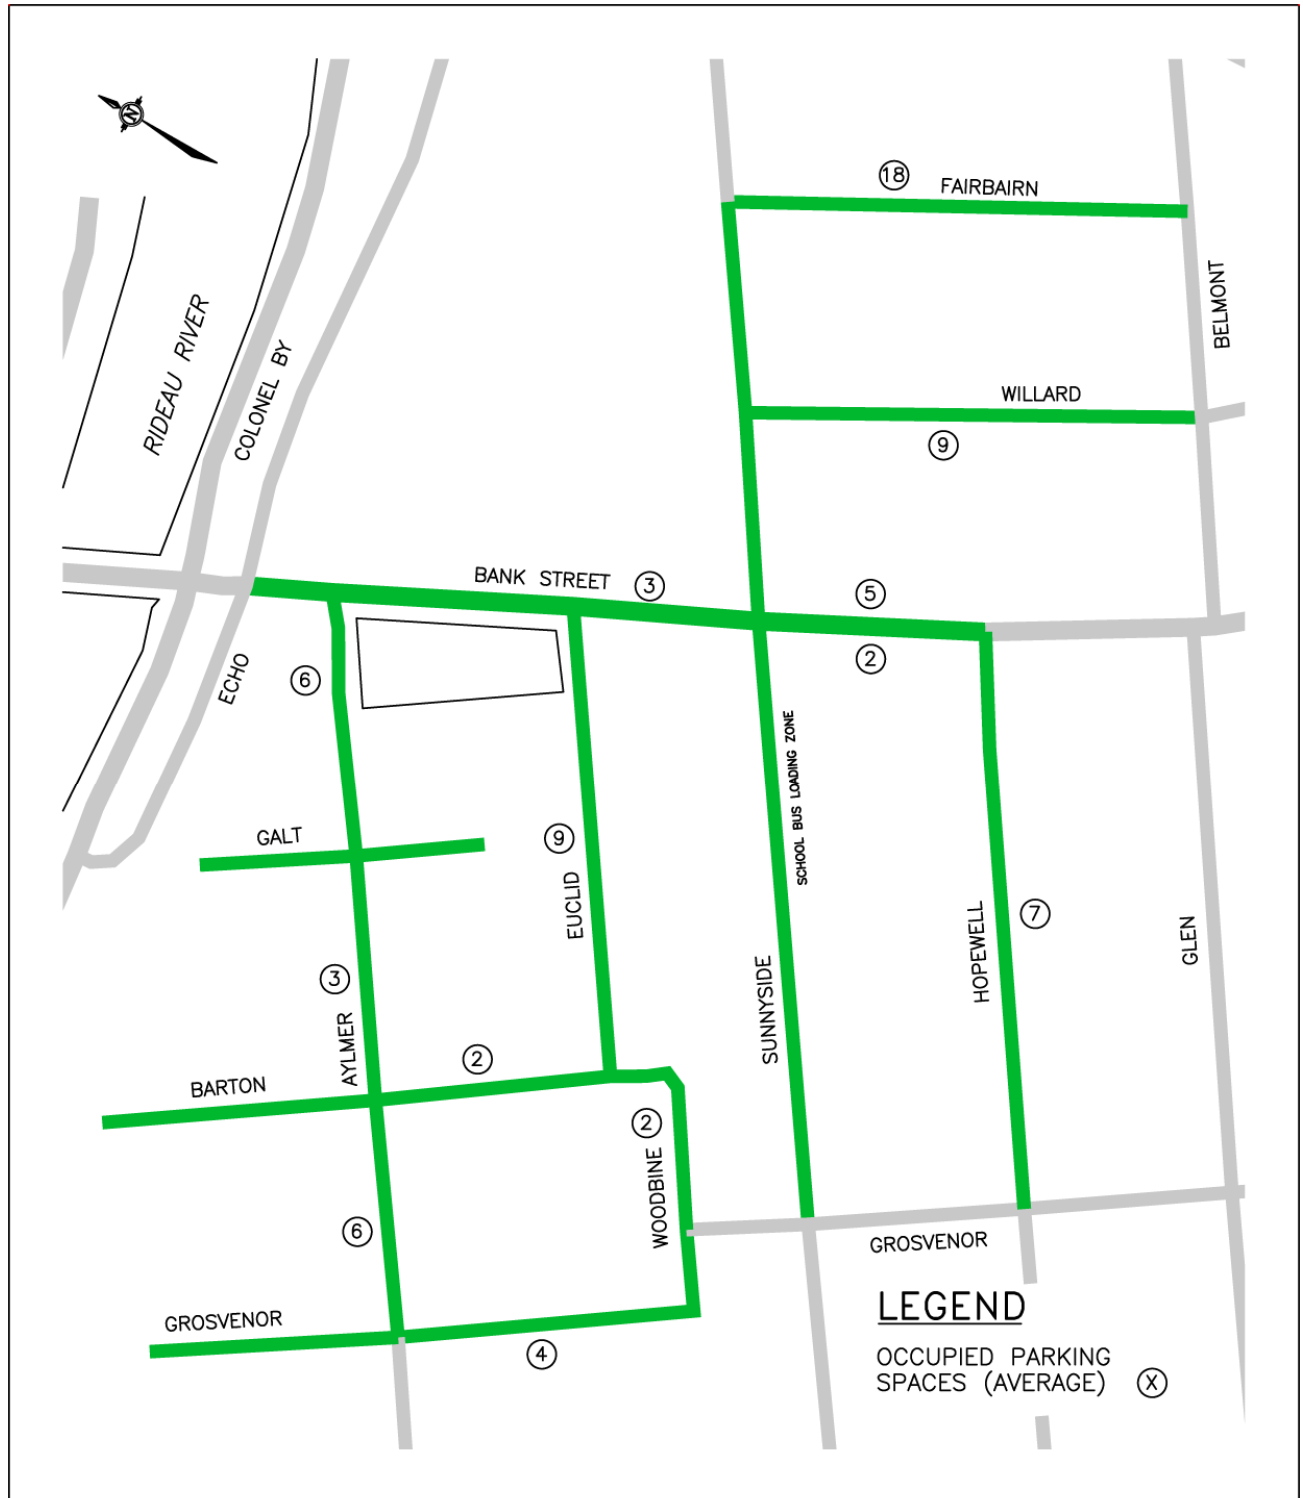 N
18
FAIRBAIRN
BELMONT
RIDEAU RIVER
COLONEL BY
WILLARD
9
BANK STREET
3
5
2
ECHO
6
SCHOOL BUS LOADING ZONE
GALT
9
EUCLID
HOPEWELL
7
GLEN
3
AYLMER
SUNNYSIDE
2
BARTON
2
WOODBINE
6
GROSVENOR
GROSVENOR
4
LEGEND
OCCUPIED PARKING
SPACES (AVERAGE) X